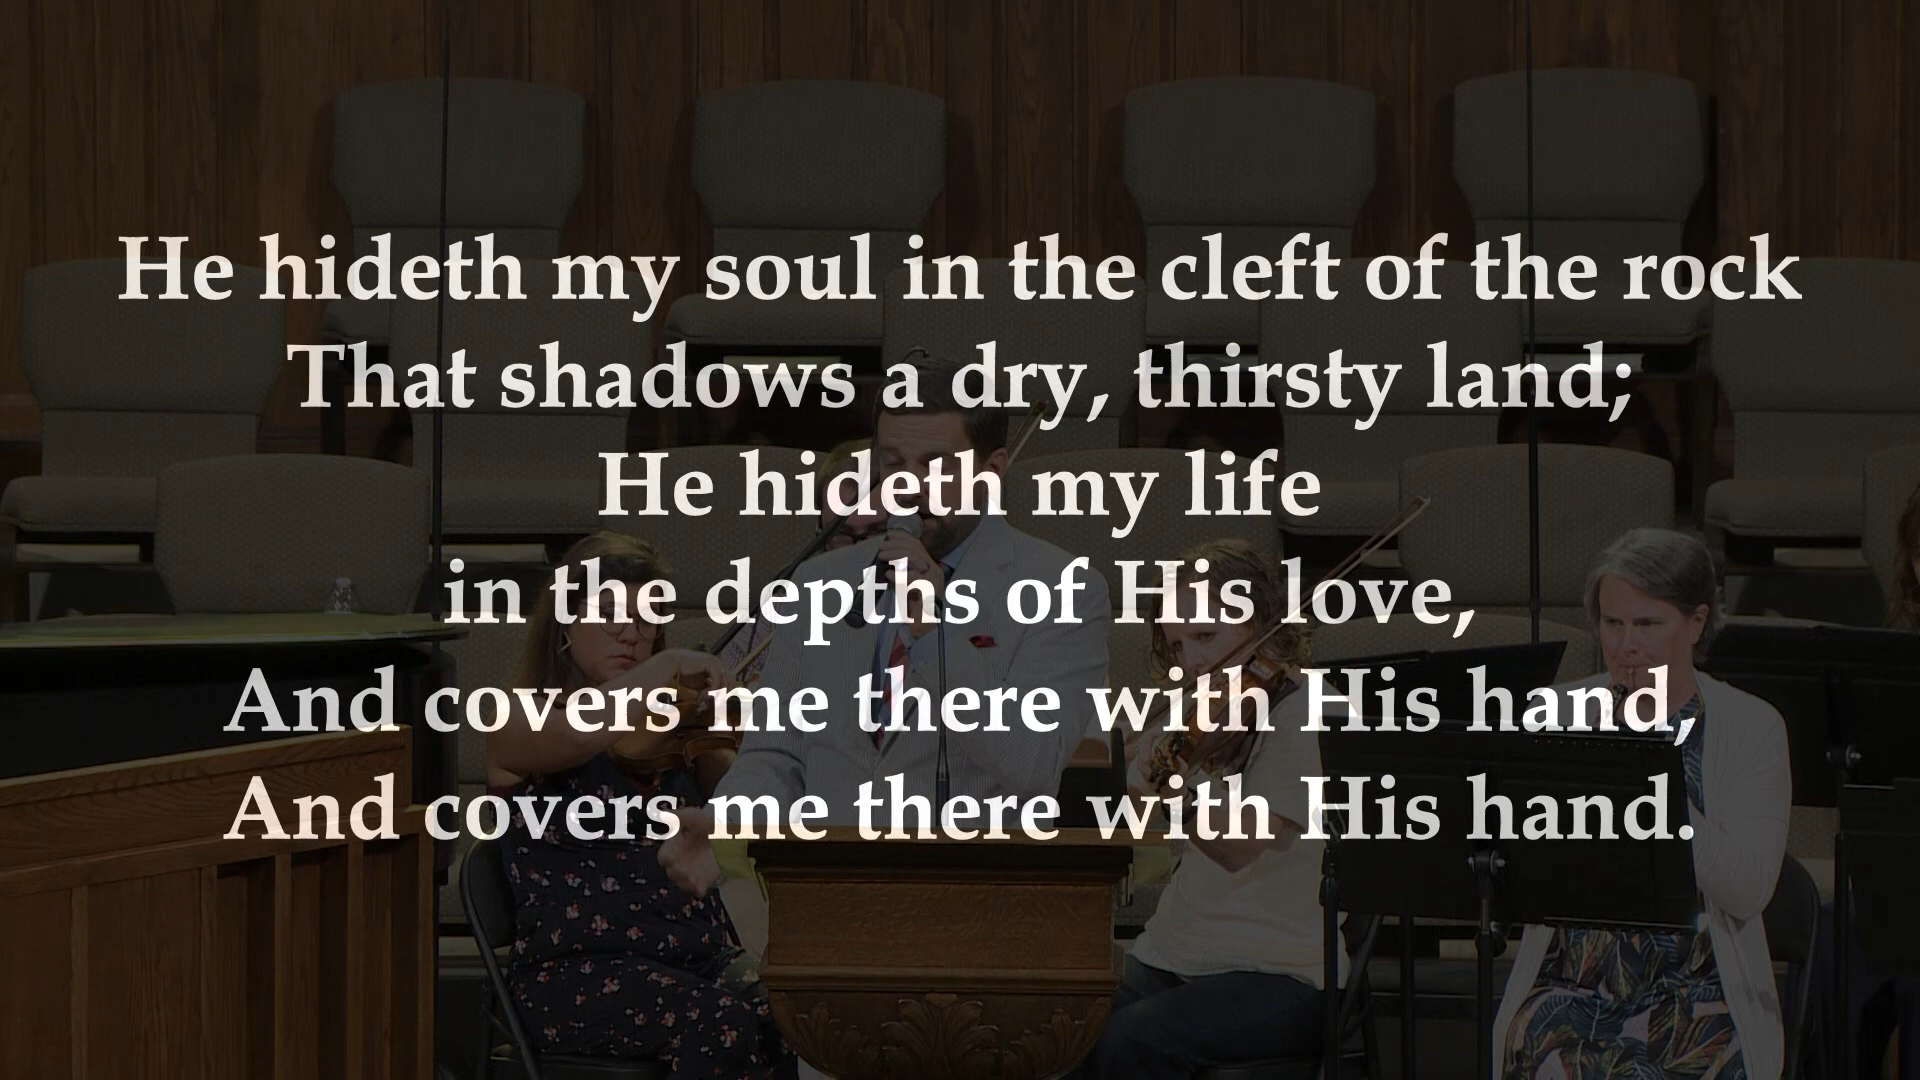 He hideth my soul in the cleft of the rock
That shadows a dry, thirsty land;
He hideth my life
in the depths of His love,
And covers me there with His hand,
And covers me there with His hand.